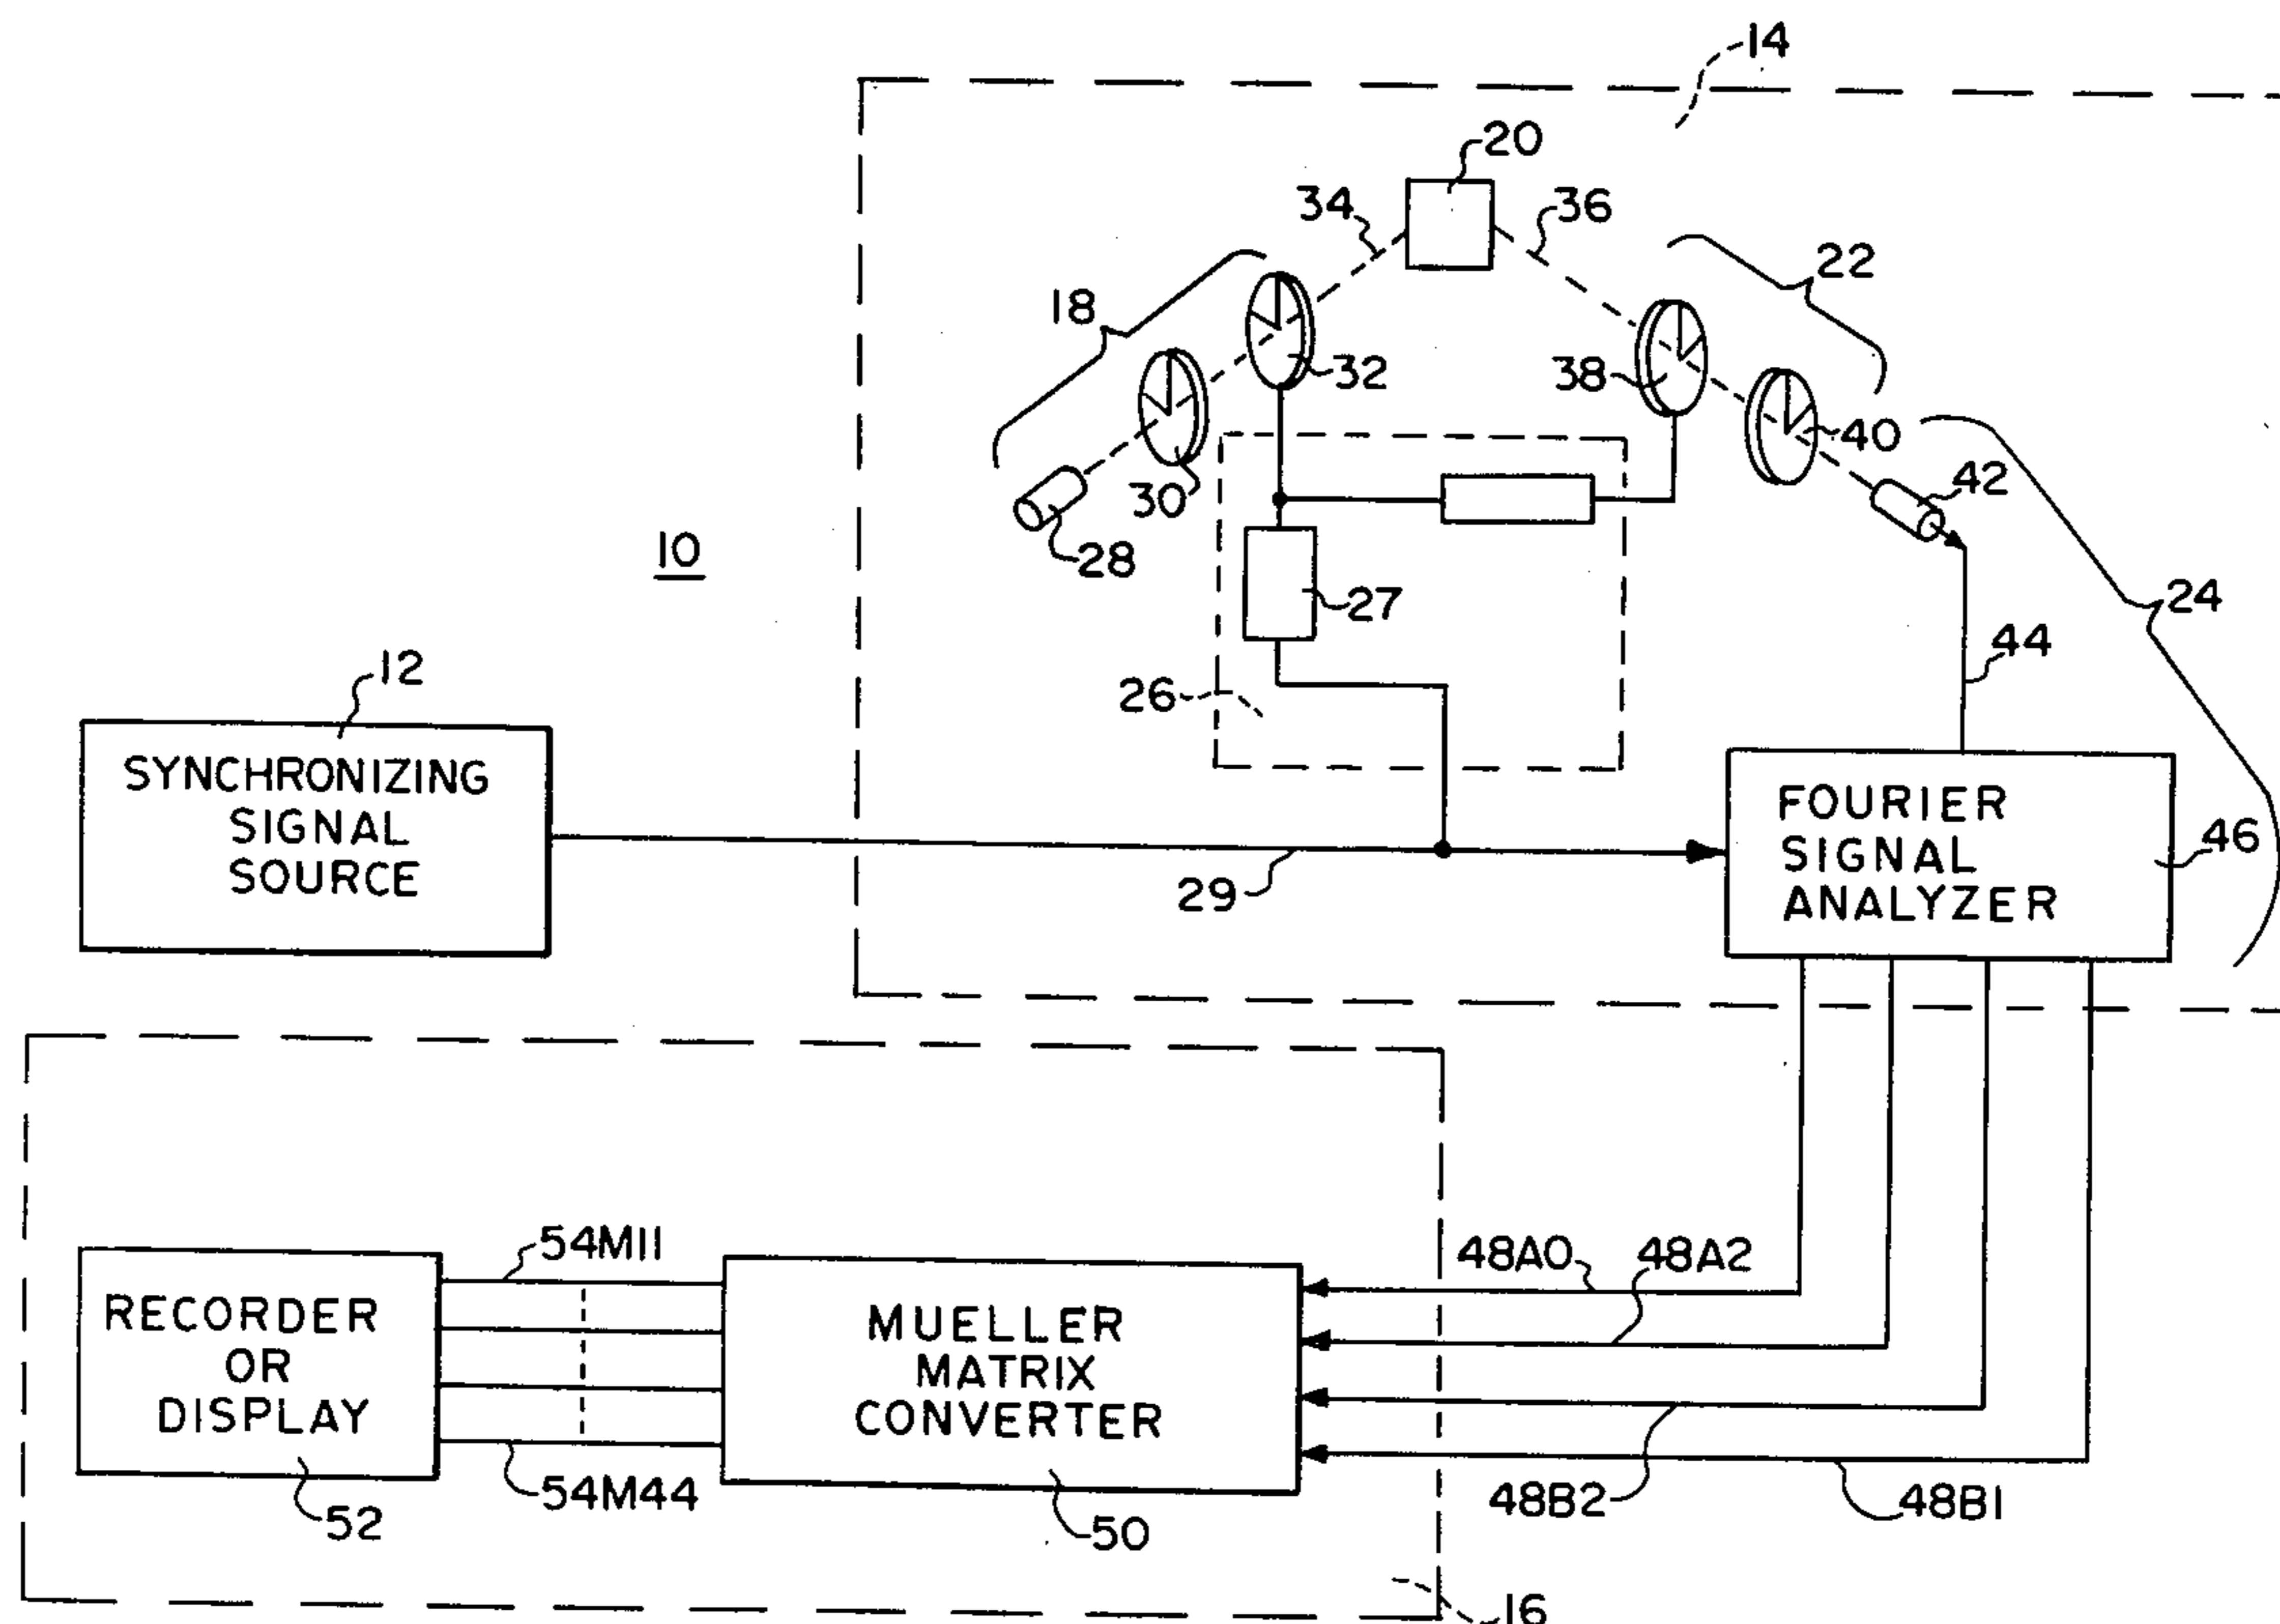 14
20
34
36
22
18
32
38
40
30
42
28
10
27
24
44
26
12
SYNCHRONIZING
SIGNAL
SOURCE
FOURIER
SIGNAL
ANALYZER
46
29
54M11
48A0
48A2
RECORDER
OR
DISPLAY
MUELLER
MATRIX
CONVERTER
54M44
48B2
48B1
52
50
16